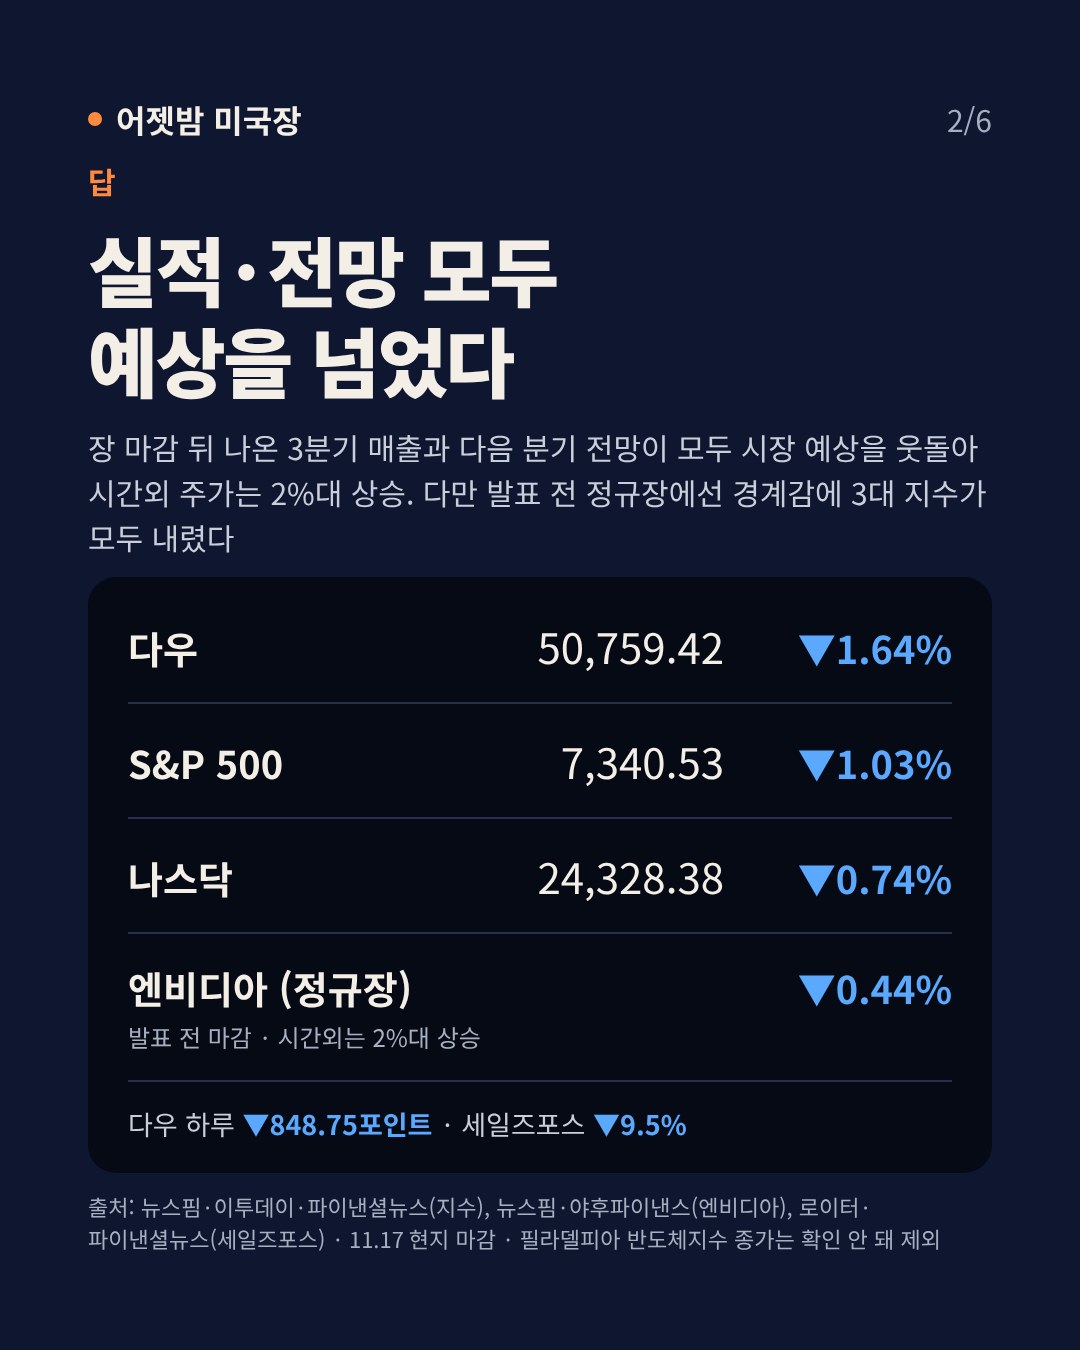 어젯밤 미국장
2/6
답
실적·전망 모두
예상을 넘었다
장 마감 뒤 나온 3분기 매출과 다음 분기 전망이 모두 시장 예상을 웃돌아
시간외 주가는 2%대 상승. 다만 발표 전 정규장에선 경계감에 3대 지수가
모두 내렸다
다우 50,759.42 ▼1.64%
S&P 500 7,340.53 ▼1.03%
나스닥 24,328.38 ▼0.74%
엔비디아 (정규장) ▼0.44%
발표 전 마감 · 시간외는 2%대 상승
다우 하루 ▼848.75포인트 · 세일즈포스 ▼9.5%
출처: 뉴스핌·이투데이·파이낸셜뉴스(지수), 뉴스핌·야후파이낸스(엔비디아), 로이터·
파이낸셜뉴스(세일즈포스) · 11.17 현지 마감 · 필라델피아 반도체지수 종가는 확인 안 돼 제외